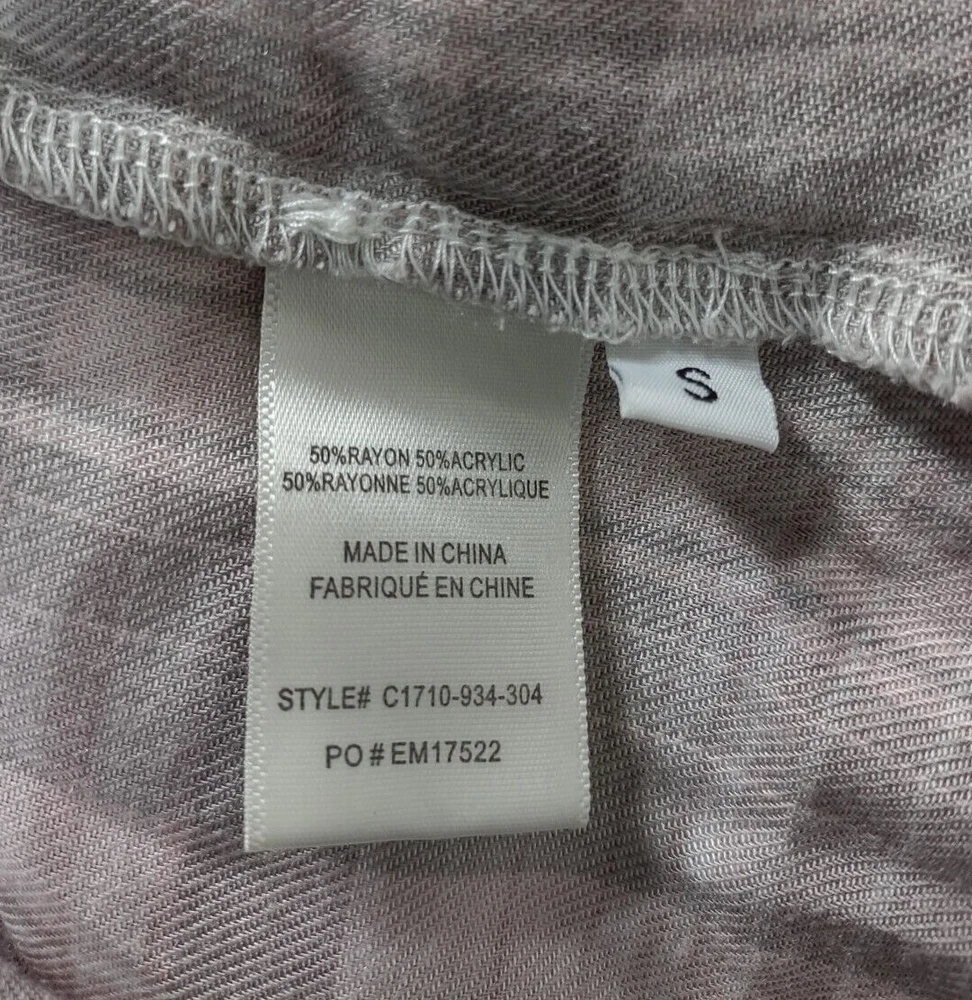 S
50%RAYON 50%ACRYLIC
50%RAYONNE 50%ACRYLIQUE
MADE IN CHINA
FABRIQUÉ EN CHINE
STYLE# C1710-934-304
PO # EM17522